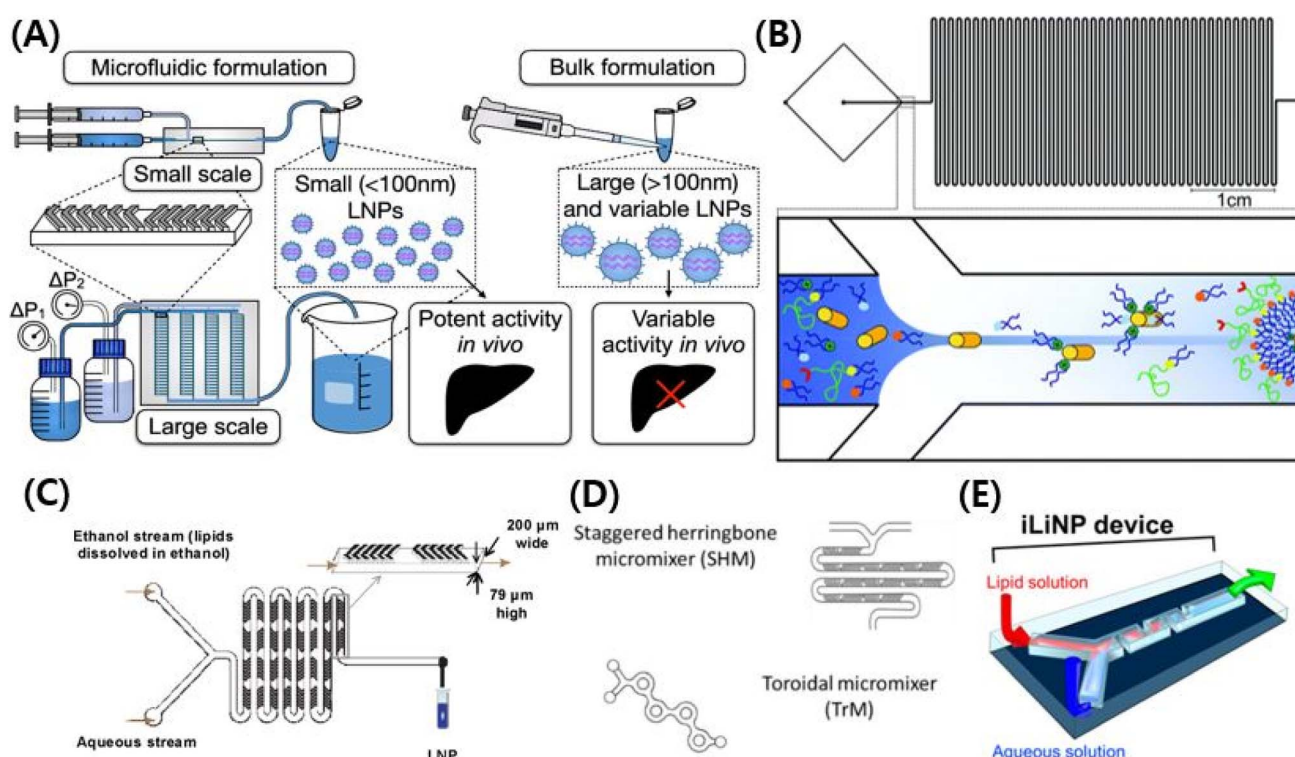 (A)
Microfluidic formulation
Bulk formulation
Small scale
Small (<100nm)
LNPs
Large (>100nm)
and variable LNPs
ΔP2
ΔP1
Potent activity
in vivo
Variable
activity in vivo
Large scale
(B)
1cm
(C)
Ethanol stream (lipids
dissolved in ethanol)
200 µm
wide
79 µm
high
Aqueous stream
LNP
(D)
Staggered herringbone
micromixer (SHM)
Toroidal micromixer
(TrM)
(E)
iLiNP device
Lipid solution
Aqueous solution